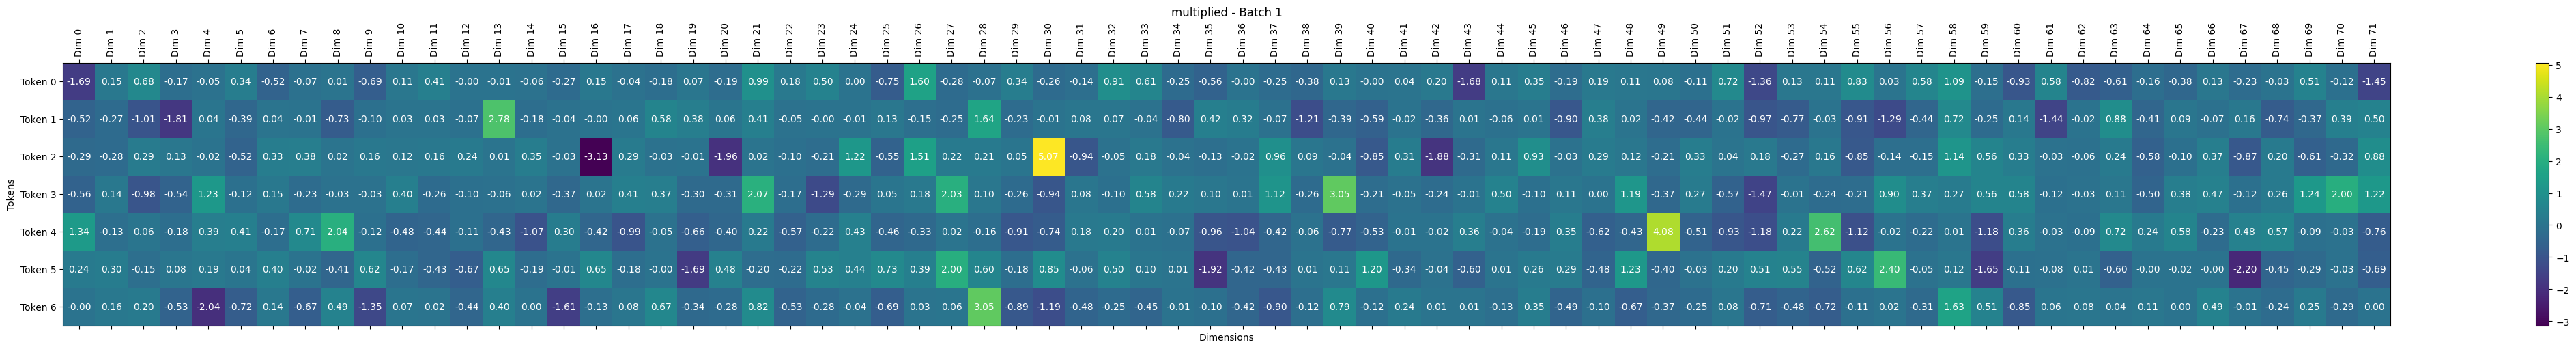 multiplied - Batch 1
Dim 0 Dim 1 Dim 2 Dim 3 Dim 4 Dim 5 Dim 6 Dim 7 Dim 8 Dim 9 Dim 10 Dim 11 Dim 12 Dim 13 Dim 14 Dim 15 Dim 16 Dim 17 Dim 18 Dim 19 Dim 20 Dim 21 Dim 22 Dim 23 Dim 24 Dim 25 Dim 26 Dim 27 Dim 28 Dim 29 Dim 30 Dim 31 Dim 32 Dim 33 Dim 34 Dim 35 Dim 36 Dim 37 Dim 38 Dim 39 Dim 40 Dim 41 Dim 42 Dim 43 Dim 44 Dim 45 Dim 46 Dim 47 Dim 48 Dim 49 Dim 50 Dim 51 Dim 52 Dim 53 Dim 54 Dim 55 Dim 56 Dim 57 Dim 58 Dim 59 Dim 60 Dim 61 Dim 62 Dim 63 Dim 64 Dim 65 Dim 66 Dim 67 Dim 68 Dim 69 Dim 70 Dim 71
Token 0 -1.69 0.15 0.68 -0.17 -0.05 0.34 -0.52 -0.07 0.01 -0.69 0.11 0.41 -0.00 -0.01 -0.06 -0.27 0.15 -0.04 -0.18 0.07 -0.19 0.99 0.18 0.50 0.00 -0.75 1.60 -0.28 -0.07 0.34 -0.26 -0.14 0.91 0.61 -0.25 -0.56 -0.00 -0.25 -0.38 0.13 -0.00 0.04 0.20 -1.68 0.11 0.35 -0.19 0.19 0.11 0.08 -0.11 0.72 -1.36 0.13 0.11 0.83 0.03 0.58 1.09 -0.15 -0.93 0.58 -0.82 -0.61 -0.16 -0.38 0.13 -0.23 -0.03 0.51 -0.12 -1.45
Token 1 -0.52 -0.27 -1.01 -1.81 0.04 -0.39 0.04 -0.01 -0.73 -0.10 0.03 0.03 -0.07 2.78 -0.18 -0.04 -0.00 0.06 0.58 0.38 0.06 0.41 -0.05 -0.00 -0.01 0.13 -0.15 -0.25 1.64 -0.23 -0.01 0.08 0.07 -0.04 -0.80 0.42 0.32 -0.07 -1.21 -0.39 -0.59 -0.02 -0.36 0.01 -0.06 0.01 -0.90 0.38 0.02 -0.42 -0.44 -0.02 -0.97 -0.77 -0.03 -0.91 -1.29 -0.44 0.72 -0.25 0.14 -1.44 -0.02 0.88 -0.41 0.09 -0.07 0.16 -0.74 -0.37 0.39 0.50
Token 2 -0.29 -0.28 0.29 0.13 -0.02 -0.52 0.33 0.38 0.02 0.16 0.12 0.16 0.24 0.01 0.35 -0.03 -3.13 0.29 -0.03 -0.01 -1.96 0.02 -0.10 -0.21 1.22 -0.55 1.51 0.22 0.21 0.05 5.07 -0.94 -0.05 0.18 -0.04 -0.13 -0.02 0.96 0.09 -0.04 -0.85 0.31 -1.88 -0.31 0.11 0.93 -0.03 0.29 0.12 -0.21 0.33 0.04 0.18 -0.27 0.16 -0.85 -0.14 -0.15 1.14 0.56 0.33 -0.03 -0.06 0.24 -0.58 -0.10 0.37 -0.87 0.20 -0.61 -0.32 0.88
Token 3 -0.56 0.14 -0.98 -0.54 1.23 -0.12 0.15 -0.23 -0.03 -0.03 0.40 -0.26 -0.10 -0.06 0.02 -0.37 0.02 0.41 0.37 -0.30 -0.31 2.07 -0.17 -1.29 -0.29 0.05 0.18 2.03 0.10 -0.26 -0.94 0.08 -0.10 0.58 0.22 0.10 0.01 1.12 -0.26 3.05 -0.21 -0.05 -0.24 -0.01 0.50 -0.10 0.11 0.00 1.19 -0.37 0.27 -0.57 -1.47 -0.01 -0.24 -0.21 0.90 0.37 0.27 0.56 0.58 -0.12 -0.03 0.11 -0.50 0.38 0.47 -0.12 0.26 1.24 2.00 1.22
Token 4 1.34 -0.13 0.06 -0.18 0.39 0.41 -0.17 0.71 2.04 -0.12 -0.48 -0.44 -0.11 -0.43 -1.07 0.30 -0.42 -0.99 -0.05 -0.66 -0.40 0.22 -0.57 -0.22 0.43 -0.46 -0.33 0.02 -0.16 -0.91 -0.74 0.18 0.20 0.01 -0.07 -0.96 -1.04 -0.42 -0.06 -0.77 -0.53 -0.01 -0.02 0.36 -0.04 -0.19 0.35 -0.62 -0.43 4.08 -0.51 -0.93 -1.18 0.22 2.62 -1.12 -0.02 -0.22 0.01 -1.18 0.36 -0.03 -0.09 0.72 0.24 0.58 -0.23 0.48 0.57 -0.09 -0.03 -0.76
Token 5 0.24 0.30 -0.15 0.08 0.19 0.04 0.40 -0.02 -0.41 0.62 -0.17 -0.43 -0.67 0.65 -0.19 -0.01 0.65 -0.18 -0.00 -1.69 0.48 -0.20 -0.22 0.53 0.44 0.73 0.39 2.00 0.60 -0.18 0.85 -0.06 0.50 0.10 0.01 -1.92 -0.42 -0.43 0.01 0.11 1.20 -0.34 -0.04 -0.60 0.01 0.26 0.29 -0.48 1.23 -0.40 -0.03 0.20 0.51 0.55 -0.52 0.62 2.40 -0.05 0.12 -1.65 -0.11 -0.08 0.01 -0.60 -0.00 -0.02 -0.00 -2.20 -0.45 -0.29 -0.03 -0.69
Token 6 -0.00 0.16 0.20 -0.53 -2.04 -0.72 0.14 -0.67 0.49 -1.35 0.07 0.02 -0.44 0.40 0.00 -1.61 -0.13 0.08 0.67 -0.34 -0.28 0.82 -0.53 -0.28 -0.04 -0.69 0.03 0.06 3.05 -0.89 -1.19 -0.48 -0.25 -0.45 -0.01 -0.10 -0.42 -0.90 -0.12 0.79 -0.12 0.24 0.01 0.01 -0.13 0.35 -0.49 -0.10 -0.67 -0.37 -0.25 0.08 -0.71 -0.48 -0.72 -0.11 0.02 -0.31 1.63 0.51 -0.85 0.06 0.08 0.04 0.11 0.00 0.49 -0.01 -0.24 0.25 -0.29 0.00
Tokens
Dimensions
5
4
3
2
1
0
−1
−2
−3